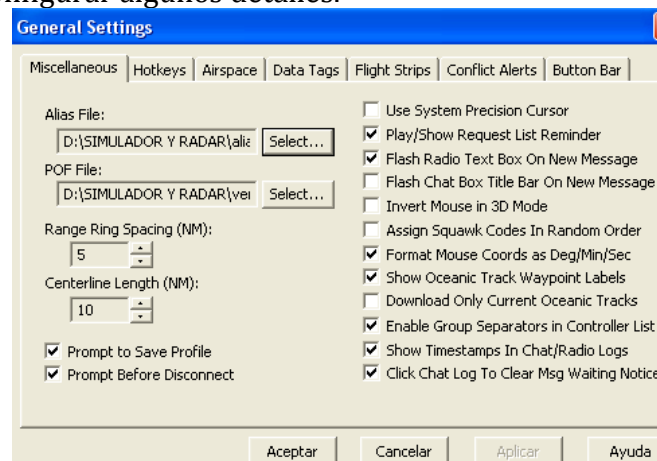 configurar algunos detalles.
General Settings
Miscellaneous Hotkeys Airspace Data Tags Flight Strips Conflict Alerts Button Bar
Alias File:
D:\SIMULADOR Y RADAR\alia Select...
POF File:
D:\SIMULADOR Y RADAR\ver Select...
Range Ring Spacing (NM):
5
Centerline Length (NM):
10
Prompt to Save Profile
Prompt Before Disconnect
Use System Precision Cursor
Play/Show Request List Reminder
Flash Radio Text Box On New Message
Flash Chat Box Title Bar On New Message
Invert Mouse in 3D Mode
Assign Squawk Codes In Random Order
Format Mouse Coords as Deg/Min/Sec
Show Oceanic Track Waypoint Labels
Download Only Current Oceanic Tracks
Enable Group Separators in Controller List
Show Timestamps In Chat/Radio Logs
Click Chat Log To Clear Msg Waiting Notice
Aceptar Cancelar Aplicar Ayuda